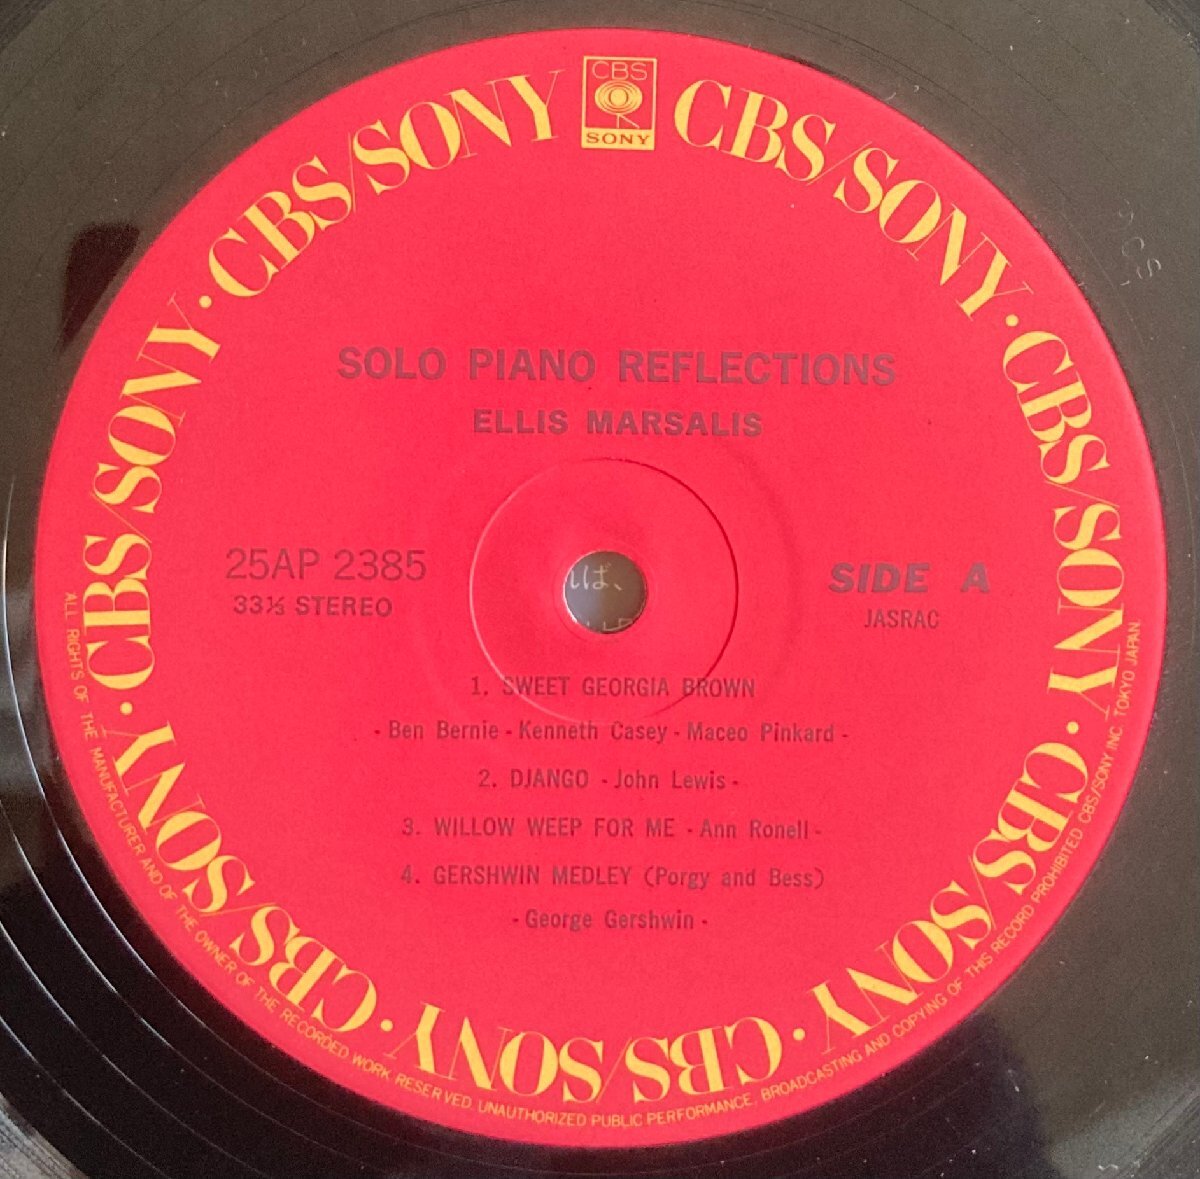 CBS
SONY
CBS/SONY · CBS/SONY · CBS/SONY · CBS/SONY · CBS/SONY · CBS/SONY · CBS/SONY · CBS/SONY
SOLO PIANO REFLECTIONS
ELLIS MARSALIS
25AP 2385
33⅓ STEREO
SIDE A
JASRAC
1. SWEET GEORGIA BROWN
- Ben Bernie - Kenneth Casey - Maceo Pinkard -
2. DJANGO - John Lewis -
3. WILLOW WEEP FOR ME - Ann Ronell -
4. GERSHWIN MEDLEY (Porgy and Bess)
- George Gershwin -
ALL RIGHTS OF THE MANUFACTURER AND OF THE OWNER OF THE RECORDED WORK RESERVED. UNAUTHORIZED PUBLIC PERFORMANCE, BROADCASTING AND COPYING OF THIS RECORD PROHIBITED CBS/SONY INC. TOKYO JAPAN.